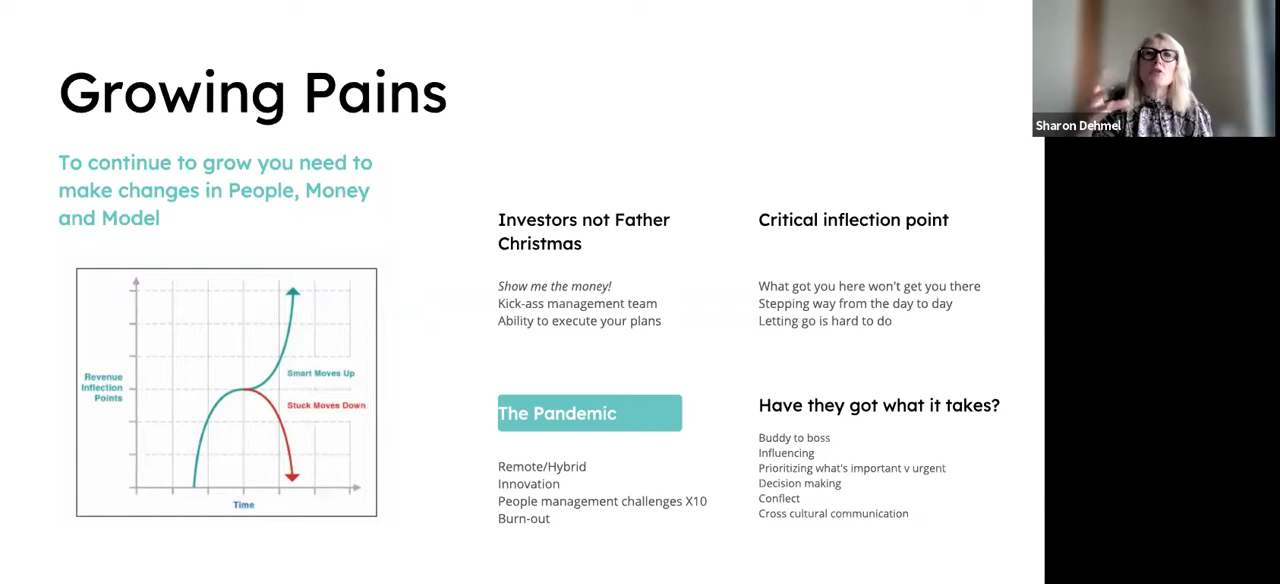 Growing Pains
To continue to grow you need to
make changes in People, Money
and Model
Revenue
Inflection
Points
Smart Moves Up
Stuck Moves Down
Time
Investors not Father
Christmas
Show me the money!
Kick-ass management team
Ability to execute your plans
Critical inflection point
What got you here won't get you there
Stepping way from the day to day
Letting go is hard to do
The Pandemic
Remote/Hybrid
Innovation
People management challenges X10
Burn-out
Have they got what it takes?
Buddy to boss
Influencing
Prioritizing what's important v urgent
Decision making
Conflect
Cross cultural communication
Sharon Dehmel